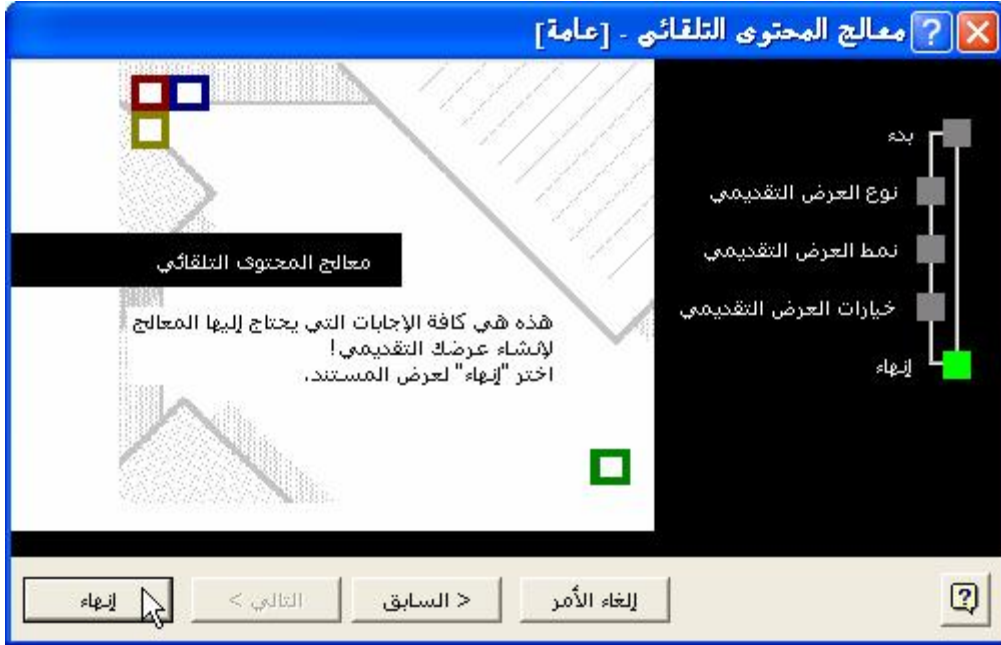 معالج المحتوى التلقائي - [عامة]
بدء
نوع العرض التقديمي
نمط العرض التقديمي
خيارات العرض التقديمي
إنهاء
معالج المحتوى التلقائي
هذه هي كافة الإجابات التي يحتاج إليها المعالج
لإنشاء عرضك التقديمي!
اختر "إنهاء" لعرض المستند.
إلغاء الأمر
< السابق
التالي >
إنهاء